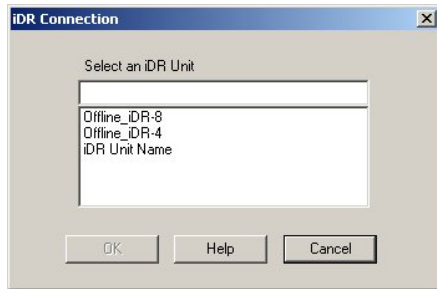 iDR Connection
Select an iDR Unit
Offline_iDR-8
Offline_iDR-4
iDR Unit Name
OK Help Cancel